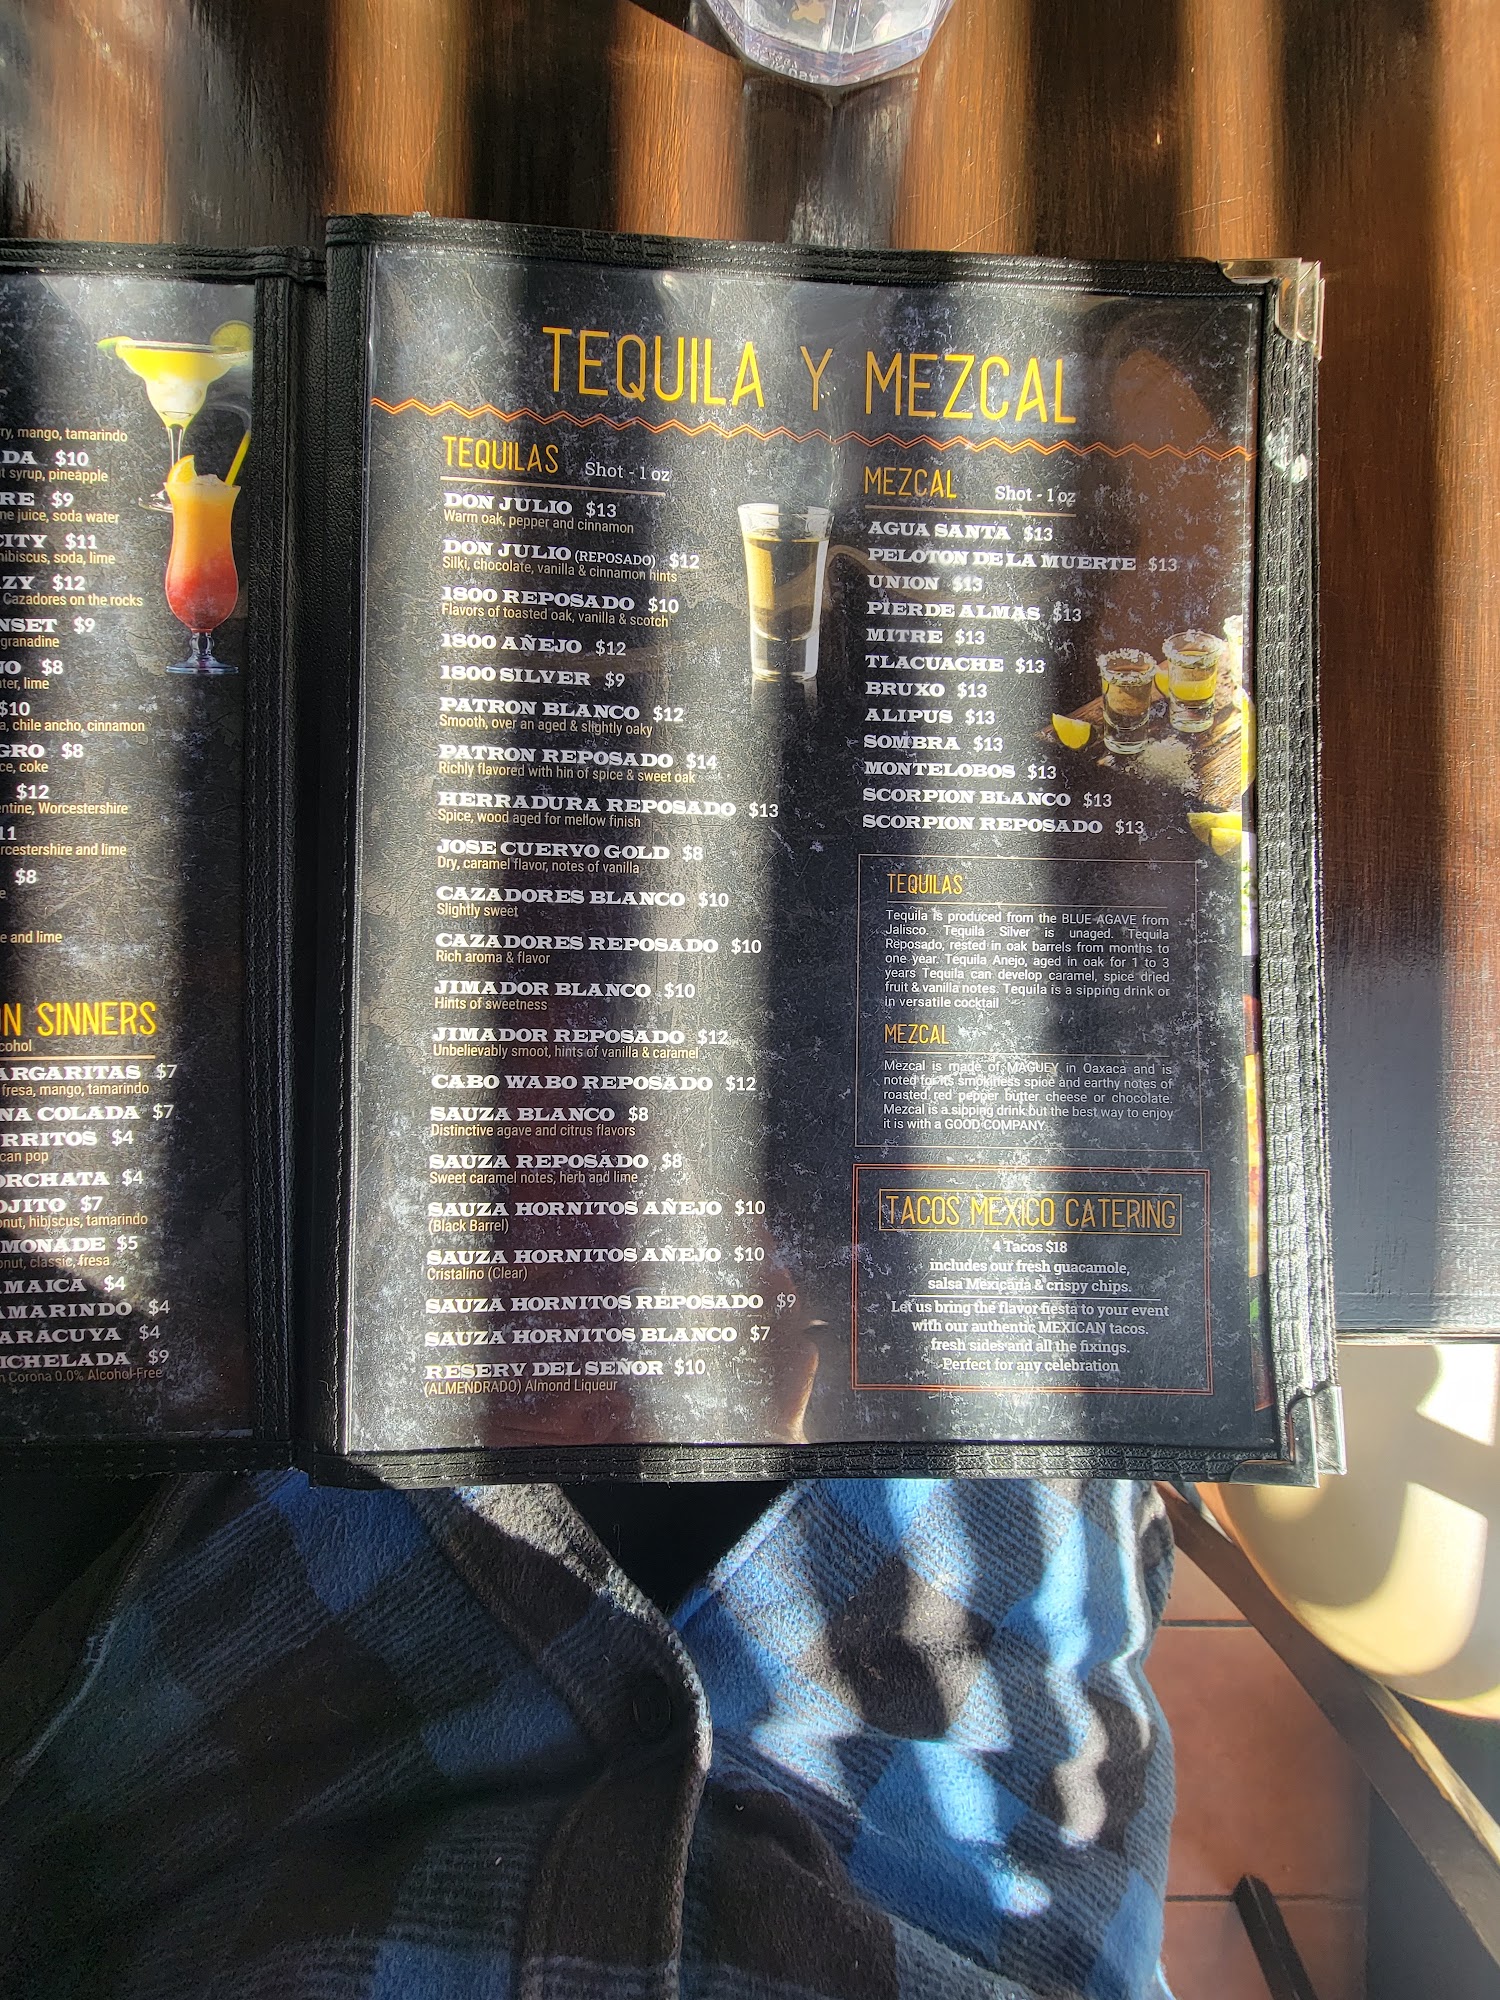 ry, mango, tamarindo
DA $10
t syrup, pineapple
RE $9
ne juice, soda water
CITY $11
hibiscus, soda, lime
AZY $12
Cazadores on the rocks
NSET $9
granadine
NO $8
ter, lime
$10
a, chile ancho, cinnamon
GRO $8
ce, coke
$12
entine, Worcestershire
11
rcestershire and lime
$8
e
e and lime
ON SINNERS
cohol
ARGARITAS $7
fresa, mango, tamarindo
NA COLADA $7
RRITOS $4
can pop
ORCHATA $4
OJITO $7
onut, hibiscus, tamarindo
MONADE $5
onut, classic, fresa
AMAICA $4
AMARINDO $4
ARACUYA $4
ICHELADA $9
n Corona 0.0% Alcohol-Free
TEQUILA Y MEZCAL
TEQUILAS Shot - 1 oz
DON JULIO $13
Warm oak, pepper and cinnamon
DON JULIO (REPOSADO) $12
Silki, chocolate, vanilla & cinnamon hints
1800 REPOSADO $10
Flavors of toasted oak, vanilla & scotch
1800 AÑEJO $12
1800 SILVER $9
PATRON BLANCO $12
Smooth, over an aged & slightly oaky
PATRON REPOSADO $14
Richly flavored with hin of spice & sweet oak
HERRADURA REPOSADO $13
Spice, wood aged for mellow finish
JOSE CUERVO GOLD $8
Dry, caramel flavor, notes of vanilla
CAZADORES BLANCO $10
Slightly sweet
CAZADORES REPOSADO $10
Rich aroma & flavor
JIMADOR BLANCO $10
Hints of sweetness
JIMADOR REPOSADO $12
Unbelievably smoot, hints of vanilla & caramel
CABO WABO REPOSADO $12
SAUZA BLANCO $8
Distinctive agave and citrus flavors
SAUZA REPOSADO $8
Sweet caramel notes, herb and lime
SAUZA HORNITOS AÑEJO $10
(Black Barrel)
SAUZA HORNITOS AÑEJO $10
Cristalino (Clear)
SAUZA HORNITOS REPOSADO $9
SAUZA HORNITOS BLANCO $7
RESERV DEL SEÑOR $10
(ALMENDRADO) Almond Liqueur
MEZCAL Shot - 1 oz
AGUA SANTA $13
PELOTON DE LA MUERTE $13
UNION $13
PIERDE ALMAS $13
MITRE $13
TLACUACHE $13
BRUXO $13
ALIPUS $13
SOMBRA $13
MONTELOBOS $13
SCORPION BLANCO $13
SCORPION REPOSADO $13
TEQUILAS
Tequila is produced from the BLUE AGAVE from
Jalisco. Tequila Silver is unaged. Tequila
Reposado, rested in oak barrels from months to
one year. Tequila Anejo, aged in oak for 1 to 3
years Tequila can develop caramel, spice dried
fruit & vanilla notes. Tequila is a sipping drink or
in versatile cocktail
MEZCAL
Mezcal is made of MAGUEY in Oaxaca and is
noted for its smokiness spice and earthy notes of
roasted red pepper butter cheese or chocolate.
Mezcal is a sipping drink but the best way to enjoy
it is with a GOOD COMPANY.
TACOS MEXICO CATERING
4 Tacos $18
includes our fresh guacamole,
salsa Mexicana & crispy chips.
Let us bring the flavor fiesta to your event
with our authentic MEXICAN tacos.
fresh sides and all the fixings.
Perfect for any celebration